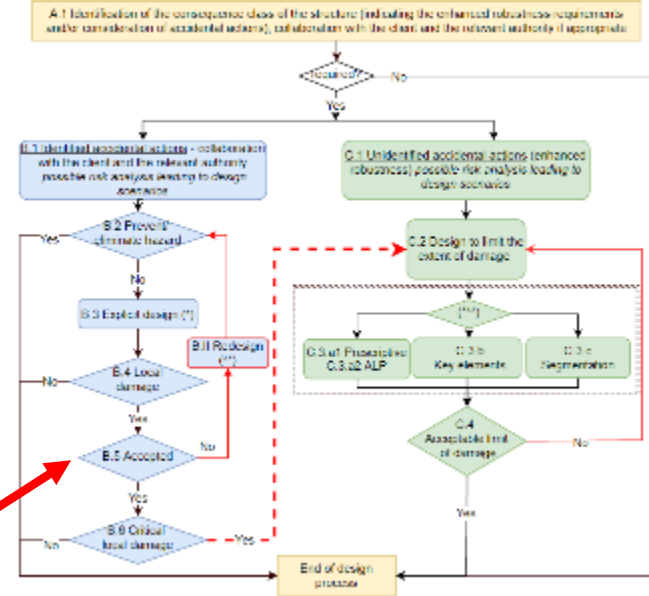 A.1 Identification of the consequence class of the structure (indicating the enhanced robustness requirements
and/or consideration of accidental actions), collaboration with the client and the relevant authority if appropriate
required?
No
Yes
B.1 Identified accidental actions - collaboration
with the client and the relevant authority
possible risk analysis leading to design
scenarios
C.1 Unidentified accidental actions (enhanced
robustness) possible risk analysis leading to
design scenarios
B.2 Prevent/
eliminate hazard
Yes
No
C.2 Design to limit the
extent of damage
B.3 Explicit design (*)
B.II Redesign
C.3.a1 Prescriptive
C.3.a2 ALP
C.3.b
Key elements
C.3.c
Segmentation
B.4 Local
damage
No
Yes
B.5 Accepted
No
Yes
C.4
Acceptable limit
of damage
No
Yes
B.6 Critical
local damage
No
Yes
End of design
process